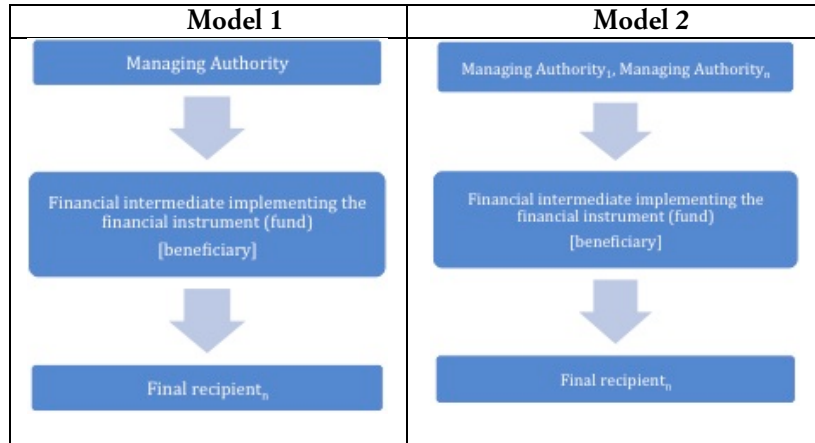 Model 1
Managing Authority
Financial intermediate implementing the
financial instrument (fund)
[beneficiary]
Final recipientₙ
Model 2
Managing Authority₁, Managing Authorityₙ
Financial intermediate implementing the
financial instrument (fund)
[beneficiary]
Final recipientₙ